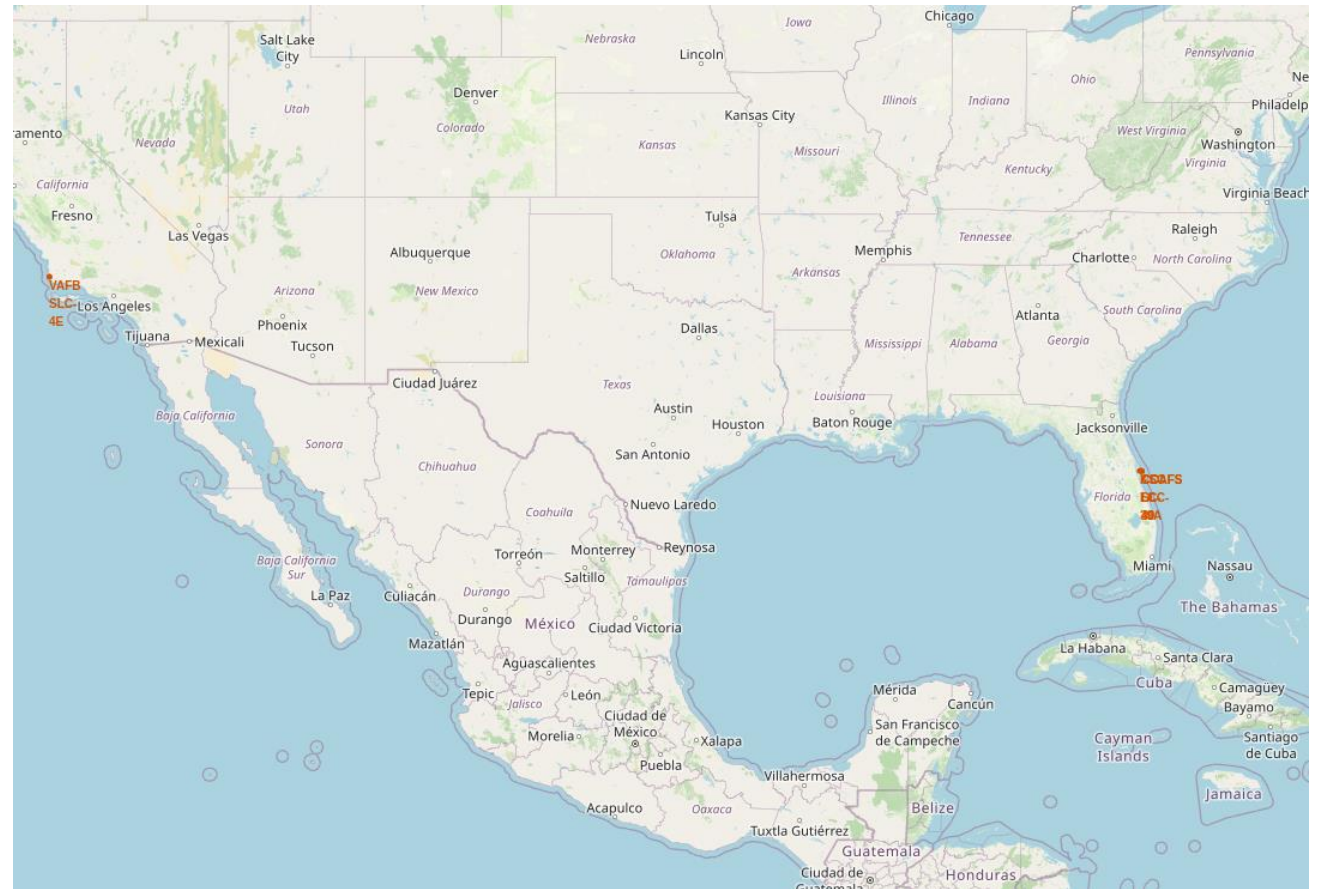 Chicago
Iowa
Salt Lake
City
Nebraska
Lincoln
Pennsylvania
Ne
Denver
Utah
Colorado
Ohio
Illinois
Indiana
Philadelp
Kansas City
ramento
Nevada
Kansas
Missouri
West Virginia
Washington
Virginia
Kentucky
California
Fresno
Las Vegas
Virginia Beach
Tulsa
Raleigh
Albuquerque
Oklahoma
Memphis
Tennessee
Charlotte
North Carolina
Arkansas
VAFB
SLC-
4E
Los Angeles
Arizona
New Mexico
Phoenix
Tucson
Tijuana
Mexicali
Dallas
Atlanta
South Carolina
Mississippi
Alabama
Georgia
Ciudad Juárez
Texas
Louisiana
Baja California
Austin
Houston
Baton Rouge
Jacksonville
Sonora
Chihuahua
San Antonio
Florida
Nuevo Laredo
Coahuila
Torreón
Monterrey
Reynosa
Baja California
Sur
Saltillo
Tamaulipas
Miami
Nassau
La Paz
Culiacán
Durango
Durango
México
Ciudad Victoria
The Bahamas
Mazatlán
La Habana
Santa Clara
Aguascalientes
Cuba
Tepic
León
Jalisco
Mérida
Cancún
Camagüey
Bayamo
Ciudad de
México
San Francisco
de Campeche
Morelia
Xalapa
Cayman
Islands
Santiago
de Cuba
Puebla
Villahermosa
Acapulco
Oaxaca
Belize
Jamaica
Tuxtla Gutiérrez
Guatemala
Ciudad de
Guatemala
Honduras